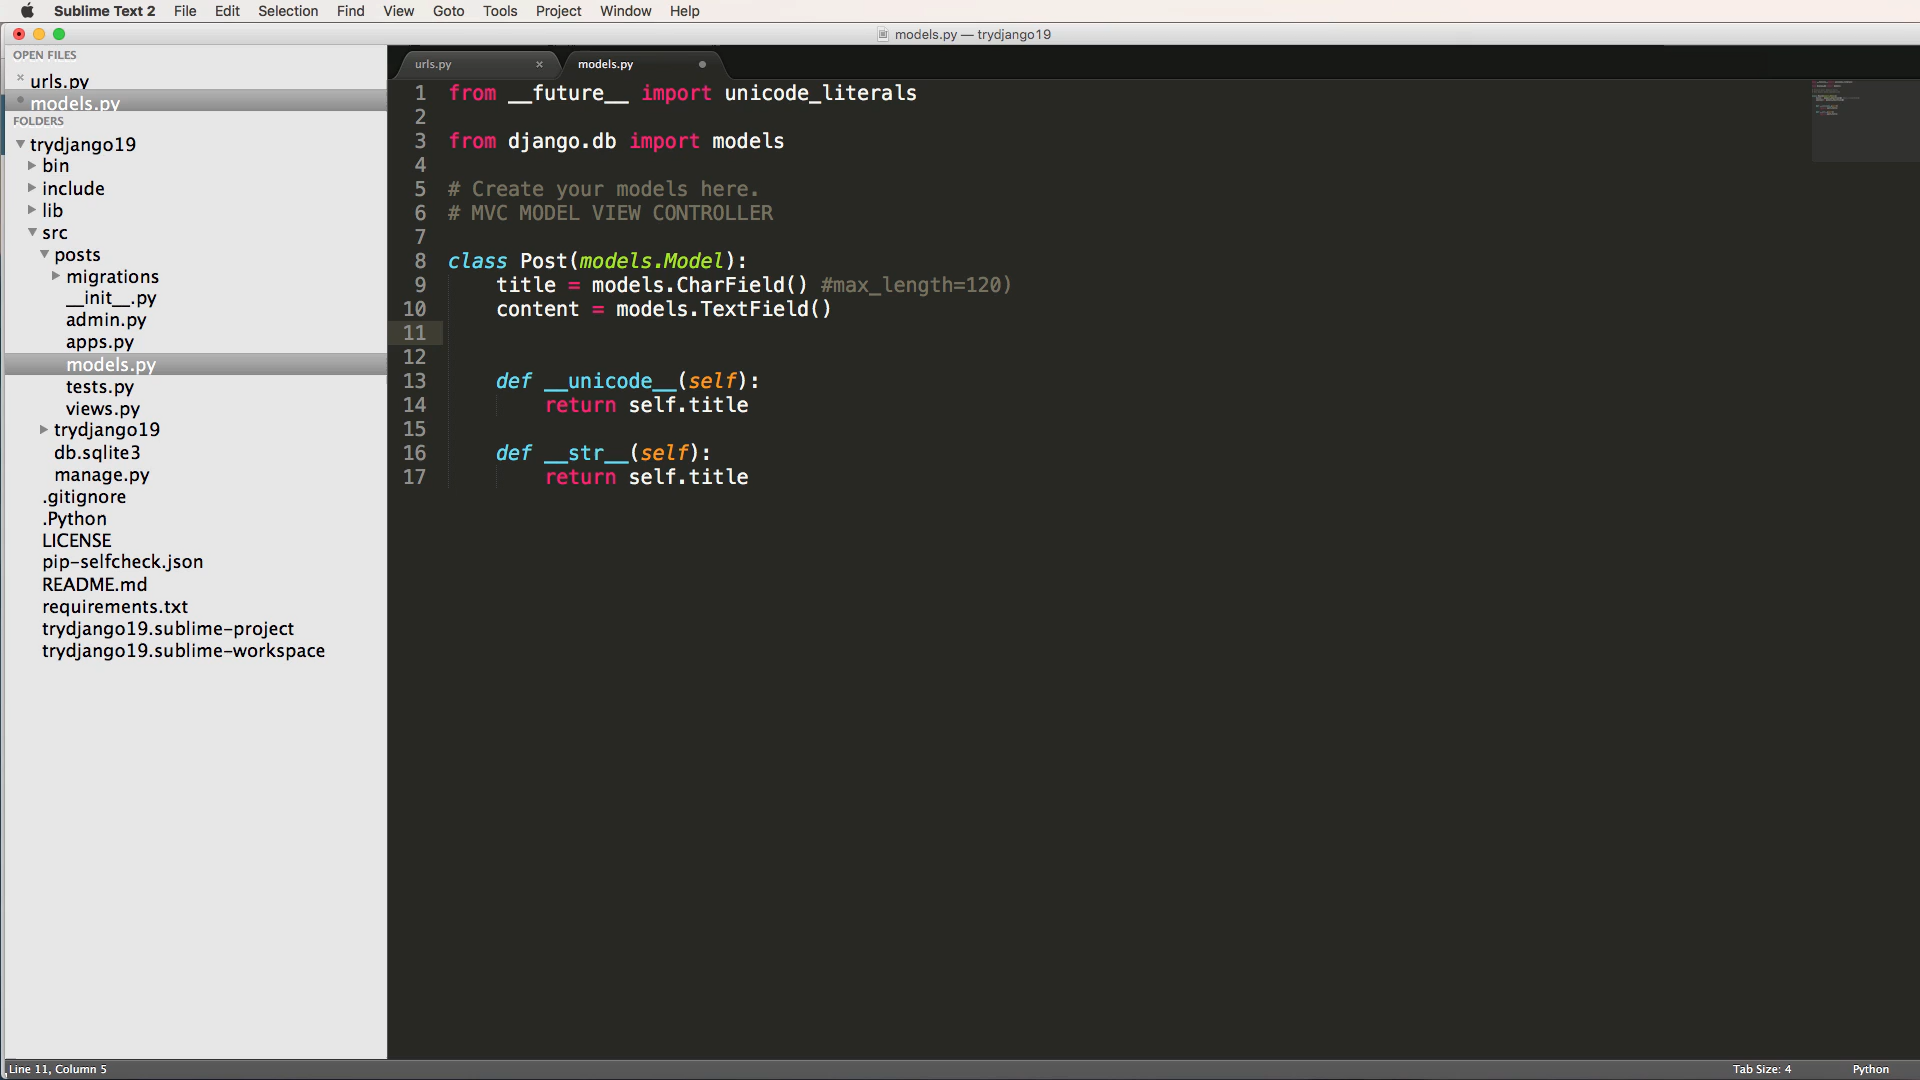 Sublime Text 2 File Edit Selection Find View Goto Tools Project Window Help
models.py — trydjango19
OPEN FILES
urls.py
models.py
FOLDERS
trydjango19
bin
include
lib
src
posts
migrations
__init__.py
admin.py
apps.py
models.py
tests.py
views.py
trydjango19
db.sqlite3
manage.py
.gitignore
.Python
LICENSE
pip-selfcheck.json
README.md
requirements.txt
trydjango19.sublime-project
trydjango19.sublime-workspace
urls.py × models.py
1 from __future__ import unicode_literals
2
3 from django.db import models
4
5 # Create your models here.
6 # MVC MODEL VIEW CONTROLLER
7
8 class Post(models.Model):
9 title = models.CharField() #max_length=120)
10 content = models.TextField()
11
12
13 def __unicode__(self):
14 return self.title
15
16 def __str__(self):
17 return self.title
Line 11, Column 5 Tab Size: 4 Python